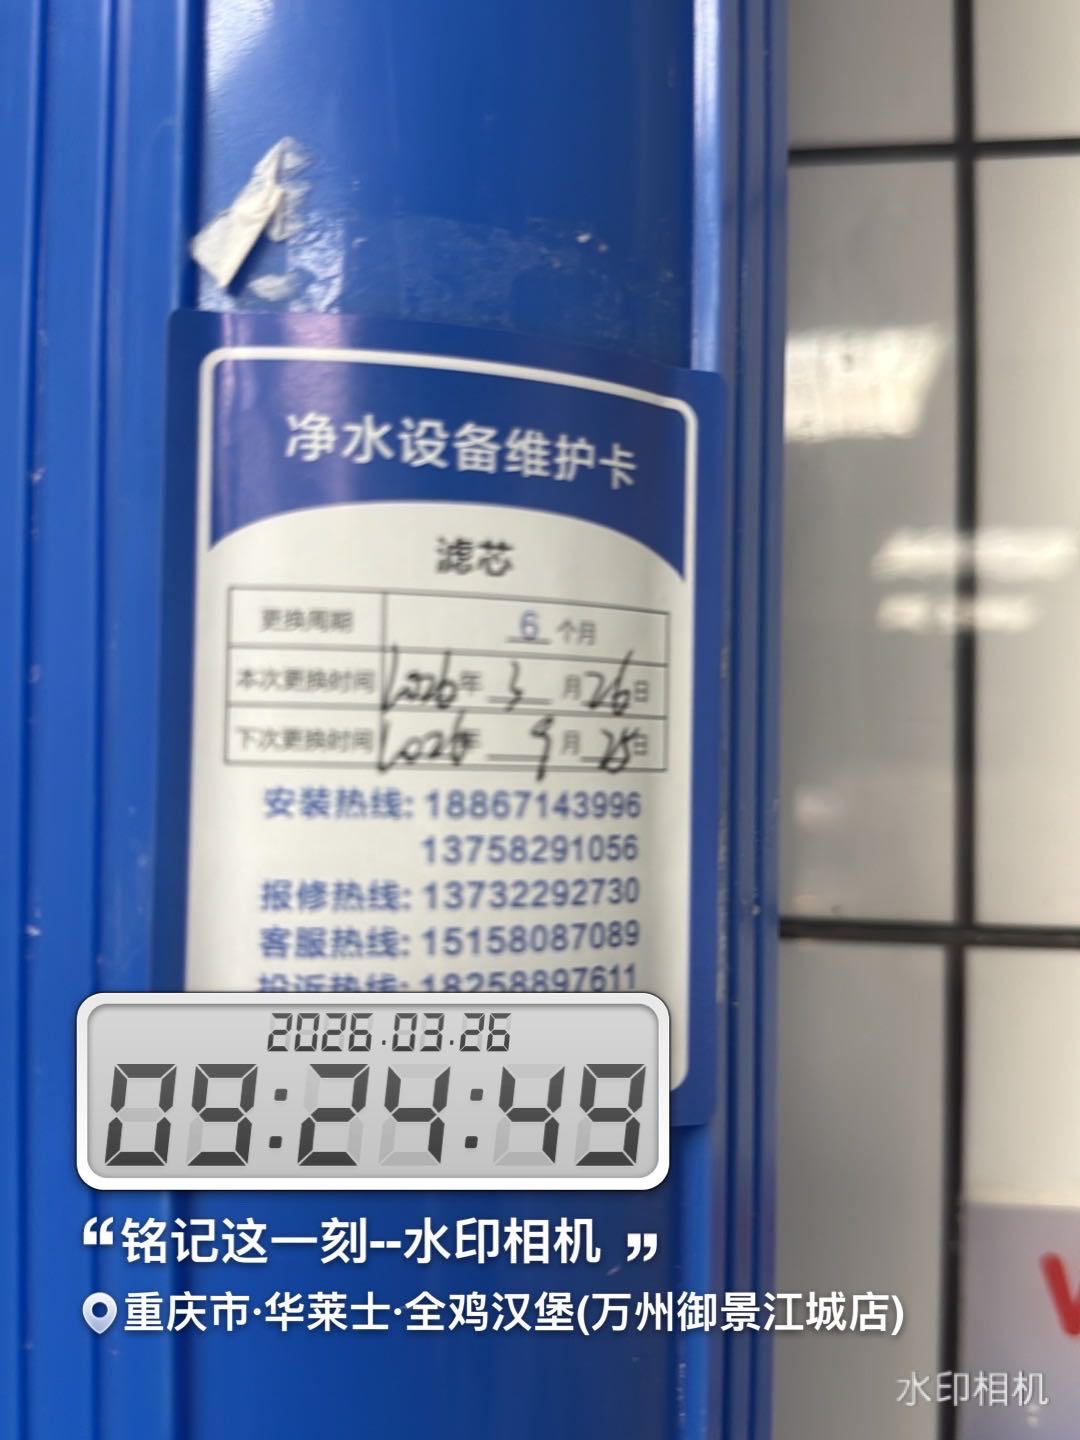 净水设备维护卡
滤芯
更换周期 6 个月
本次更换时间 2026年 3 月 26日
下次更换时间 2026年 9 月 25日
安装热线: 18867143996
13758291056
报修热线: 13732292730
客服热线: 15158087089
投诉热线: 18258897611
2026.03.26
09:24:49
“铭记这一刻--水印相机 ”
重庆市·华莱士·全鸡汉堡(万州御景江城店)
水印相机